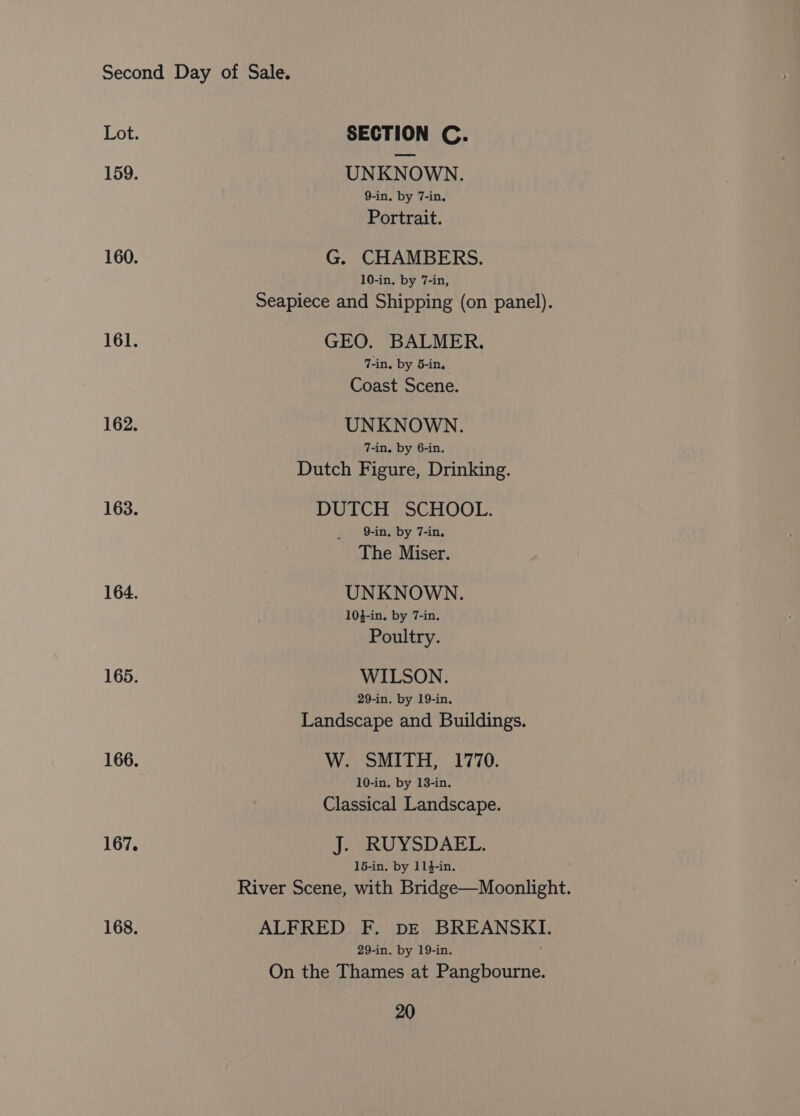 Second Day of Sale.
Lot. SECTION C.
159. UNKNOWN.
9-in. by 7-in.
Portrait.
160. G. CHAMBERS.
10-in. by 7-in,
Seapiece and Shipping (on panel).
161. GEO. BALMER.
7-in. by 5-in.
Coast Scene.
162. UNKNOWN.
7-in. by 6-in.
Dutch Figure, Drinking.
163. DUTCH SCHOOL.
9-in. by 7-in.
The Miser.
164. UNKNOWN.
10½-in. by 7-in.
Poultry.
165. WILSON.
29-in. by 19-in.
Landscape and Buildings.
166. W. SMITH, 1770.
10-in. by 13-in.
Classical Landscape.
167. J. RUYSDAEL.
15-in. by 11½-in.
River Scene, with Bridge—Moonlight.
168. ALFRED F. DE BREANSKI.
29-in. by 19-in.
On the Thames at Pangbourne.
20